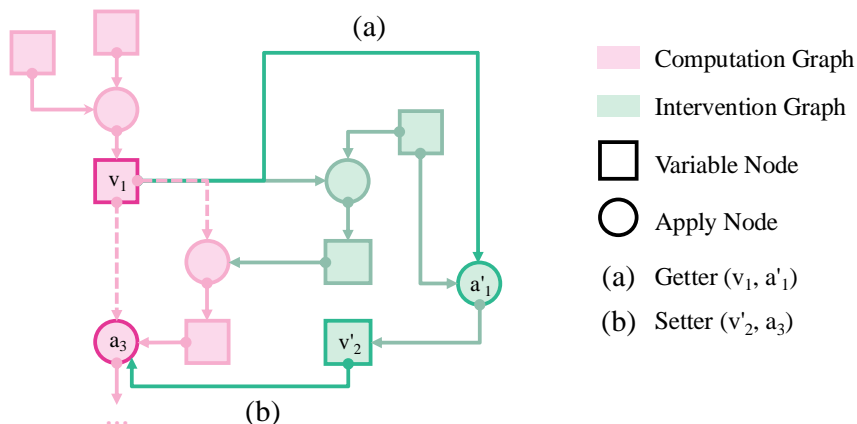 (a)
v₁
a'₁
a₃
v'₂
(b)
...
Computation Graph
Intervention Graph
Variable Node
Apply Node
(a) Getter (v₁, a'₁)
(b) Setter (v'₂, a₃)